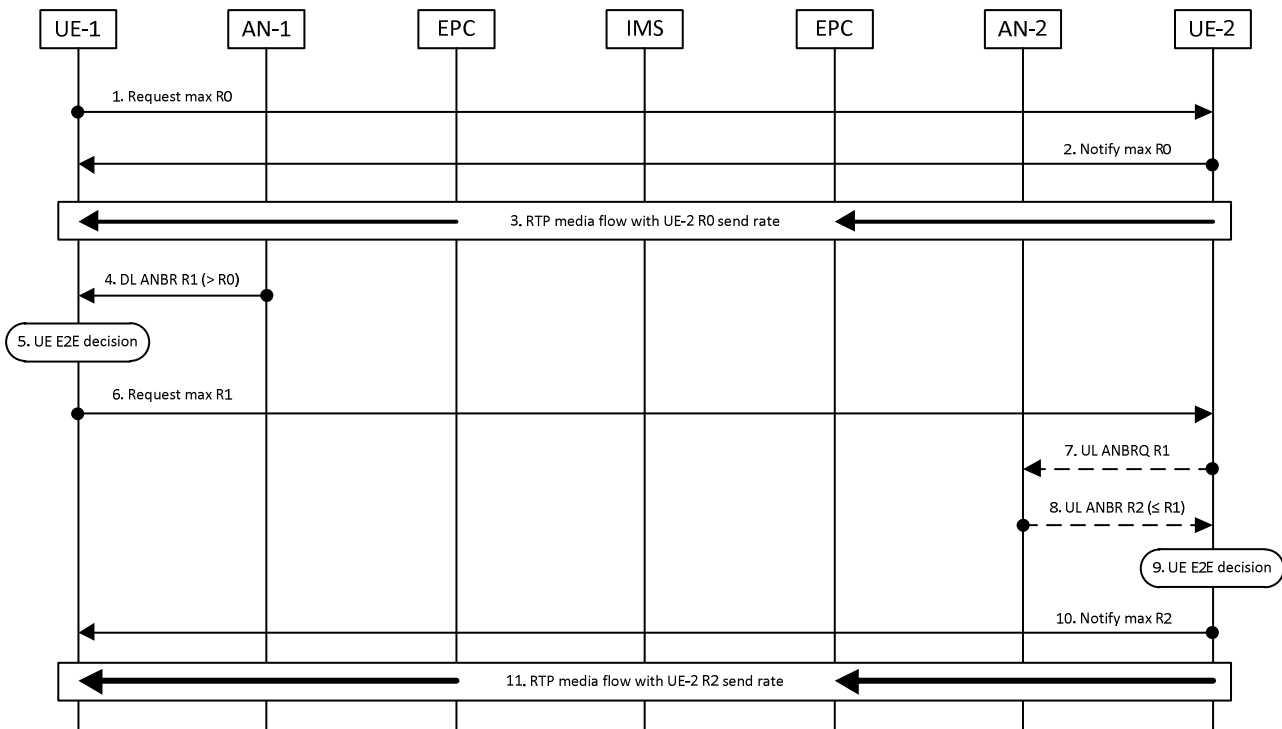 UE-1
AN-1
EPC
IMS
EPC
AN-2
UE-2
1. Request max R0
2. Notify max R0
3. RTP media flow with UE-2 R0 send rate
4. DL ANBR R1 (> R0)
5. UE E2E decision
6. Request max R1
7. UL ANBRQ R1
8. UL ANBR R2 (≤ R1)
9. UE E2E decision
10. Notify max R2
11. RTP media flow with UE-2 R2 send rate